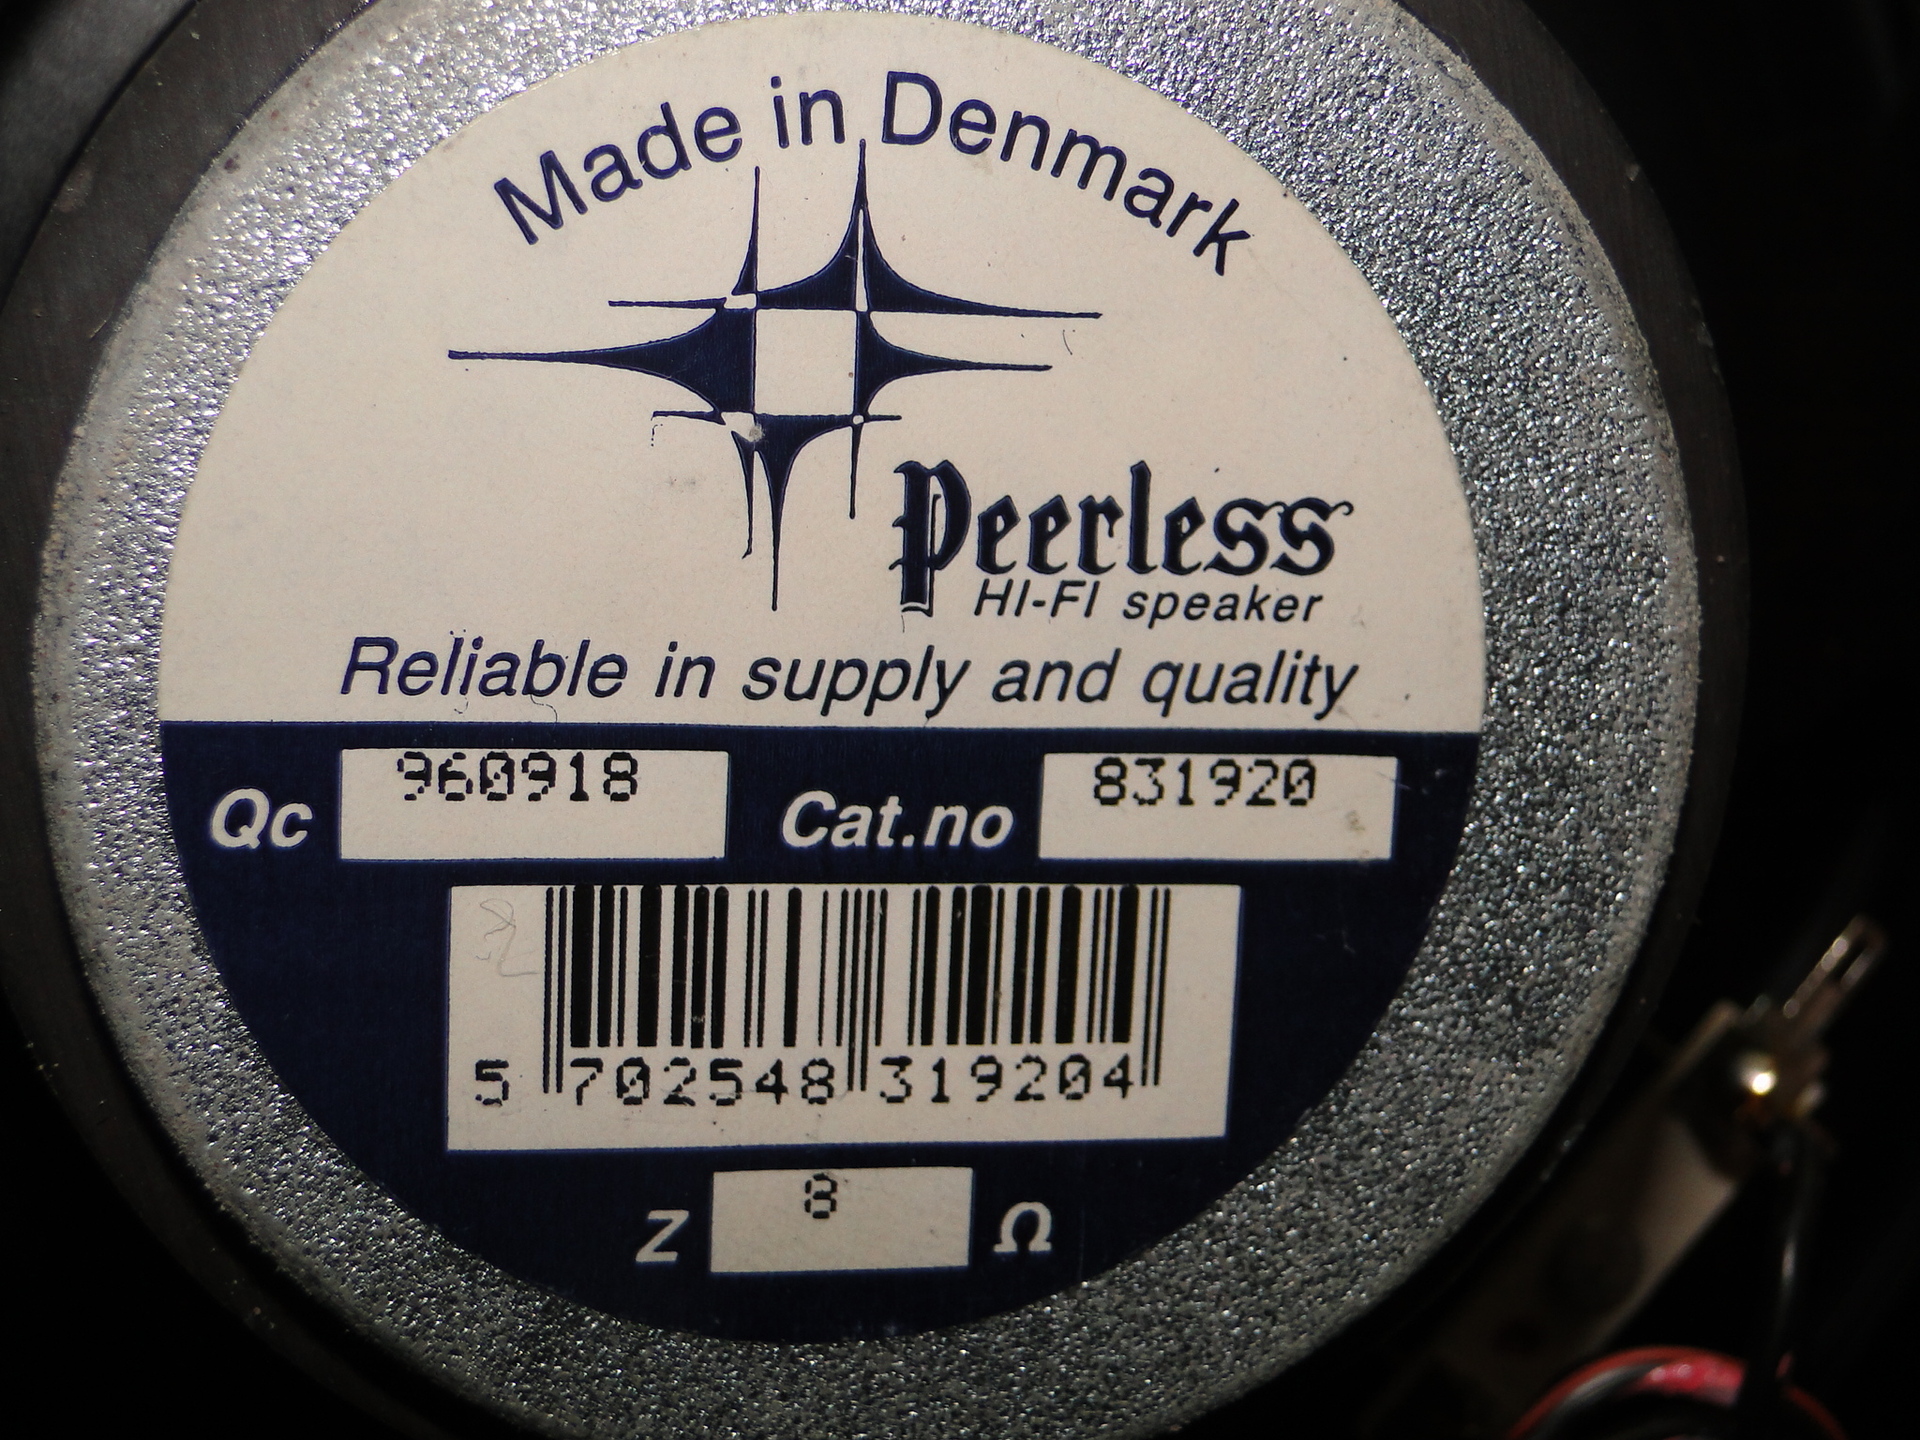 Made in Denmark
Peerless
HI-FI speaker
Reliable in supply and quality
Qc 960918 Cat.no 831920
5 702548 319204
Z 8 Ω